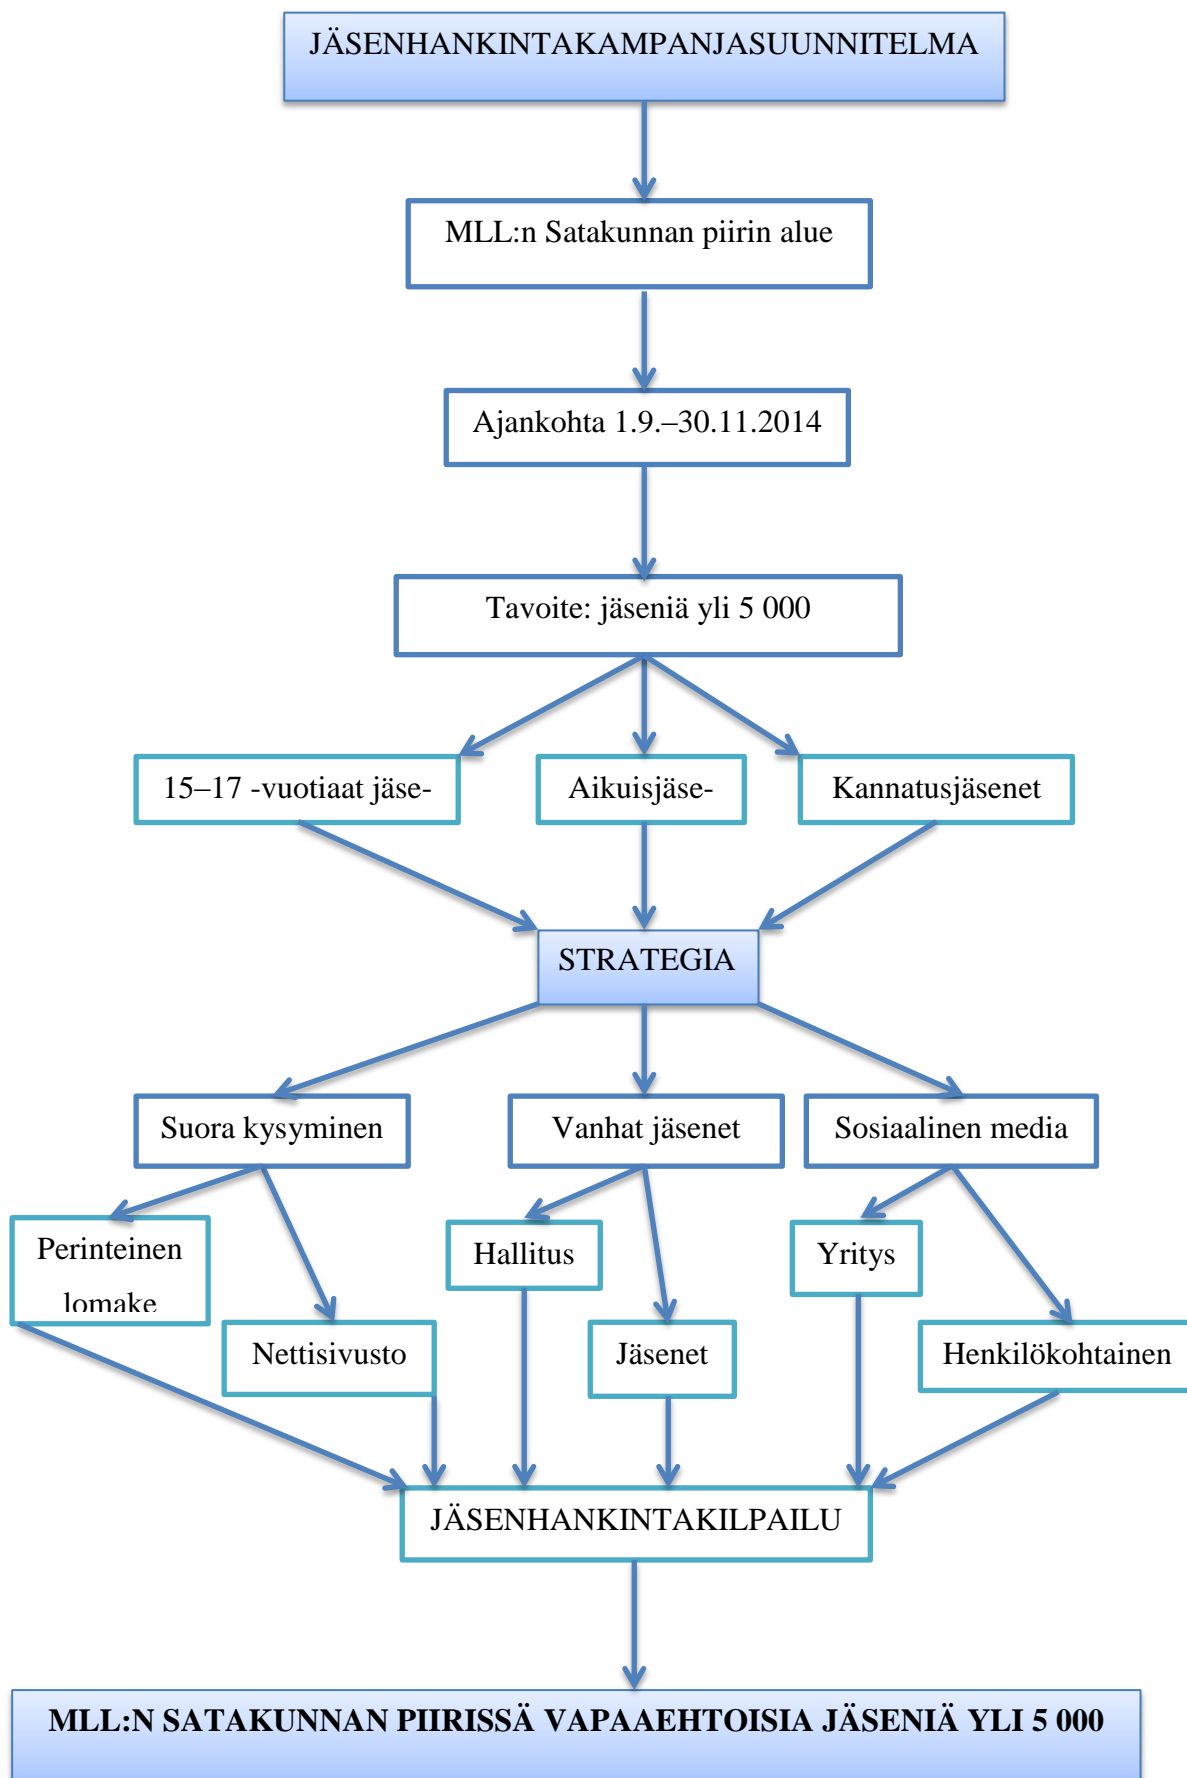 JÄSENHANKINTAKAMPANJASUUNNITELMA
MLL:n Satakunnan piirin alue
Ajankohta 1.9.–30.11.2014
Tavoite: jäseniä yli 5 000
15–17 -vuotiaat jäse-
Aikuisjäse-
Kannatusjäsenet
STRATEGIA
Suora kysyminen
Vanhat jäsenet
Sosiaalinen media
Perinteinen
lomake
Hallitus
Yritys
Nettisivusto
Jäsenet
Henkilökohtainen
JÄSENHANKINTAKILPAILU
MLL:N SATAKUNNAN PIIRISSÄ VAPAAEHTOISIA JÄSENIÄ YLI 5 000